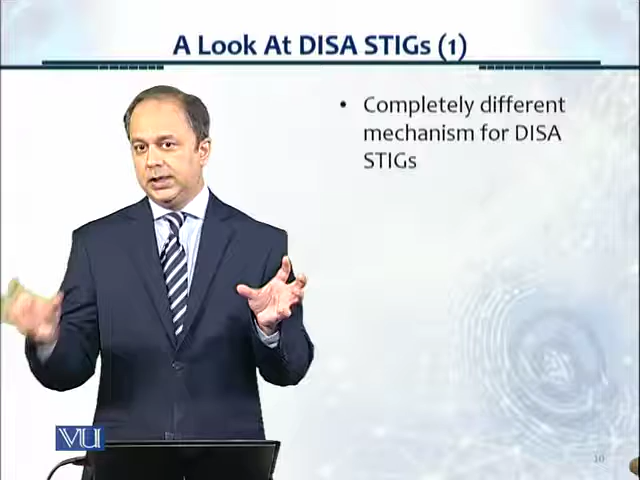 A Look At DISA STIGs (1)
• Completely different
mechanism for DISA
STIGs
VU
10